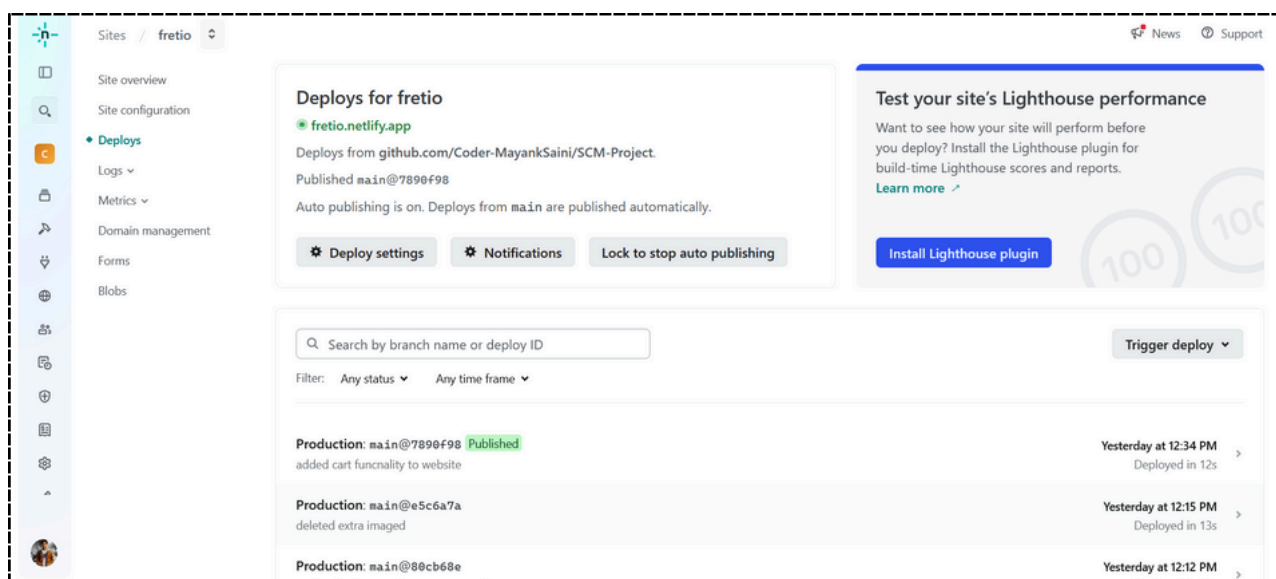 Sites / fretio
News
Support
Site overview
Site configuration
Deploys
Logs
Metrics
Domain management
Forms
Blobs
C
Deploys for fretio
fretio.netlify.app
Deploys from github.com/Coder-MayankSaini/SCM-Project.
Published main@7890f98
Auto publishing is on. Deploys from main are published automatically.
Deploy settings
Notifications
Lock to stop auto publishing
Test your site's Lighthouse performance
Want to see how your site will perform before
you deploy? Install the Lighthouse plugin for
build-time Lighthouse scores and reports.
Learn more
Install Lighthouse plugin
100
100
Search by branch name or deploy ID
Trigger deploy
Filter: Any status Any time frame
Production: main@7890f98 Published
added cart funcnality to website
Yesterday at 12:34 PM
Deployed in 12s
Production: main@e5c6a7a
deleted extra imaged
Yesterday at 12:15 PM
Deployed in 13s
Production: main@80cb68e
Yesterday at 12:12 PM